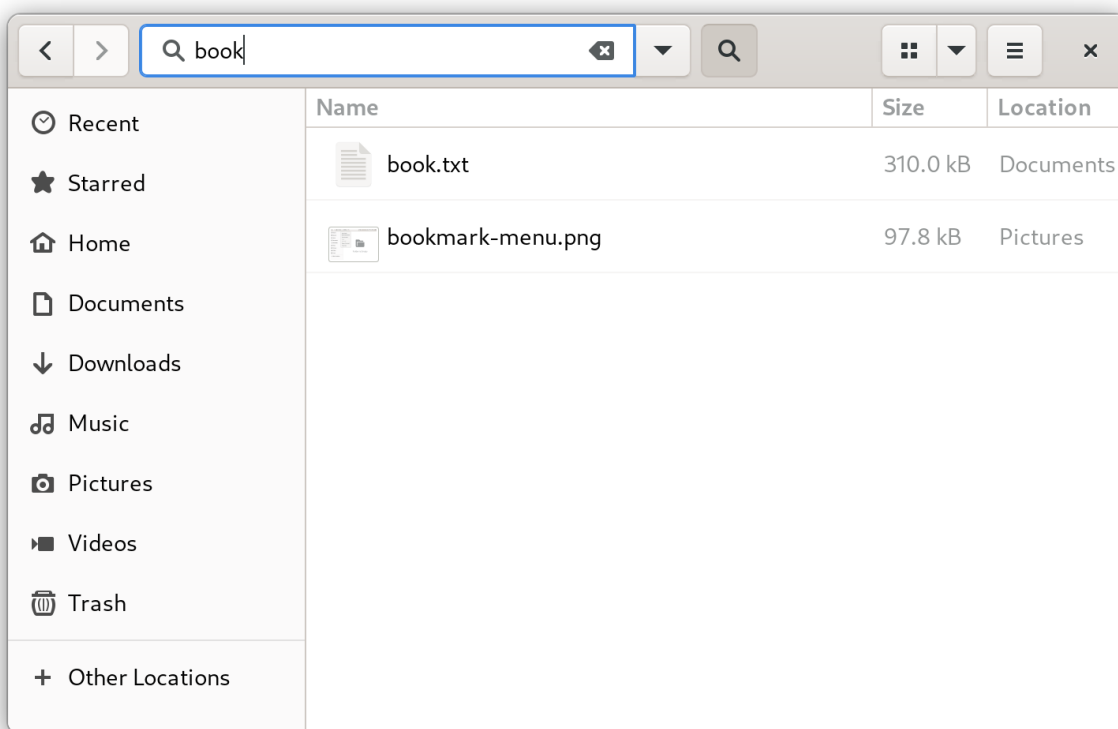 book
Recent
Starred
Home
Documents
Downloads
Music
Pictures
Videos
Trash
Other Locations
Name Size Location
book.txt 310.0 kB Documents
bookmark-menu.png 97.8 kB Pictures